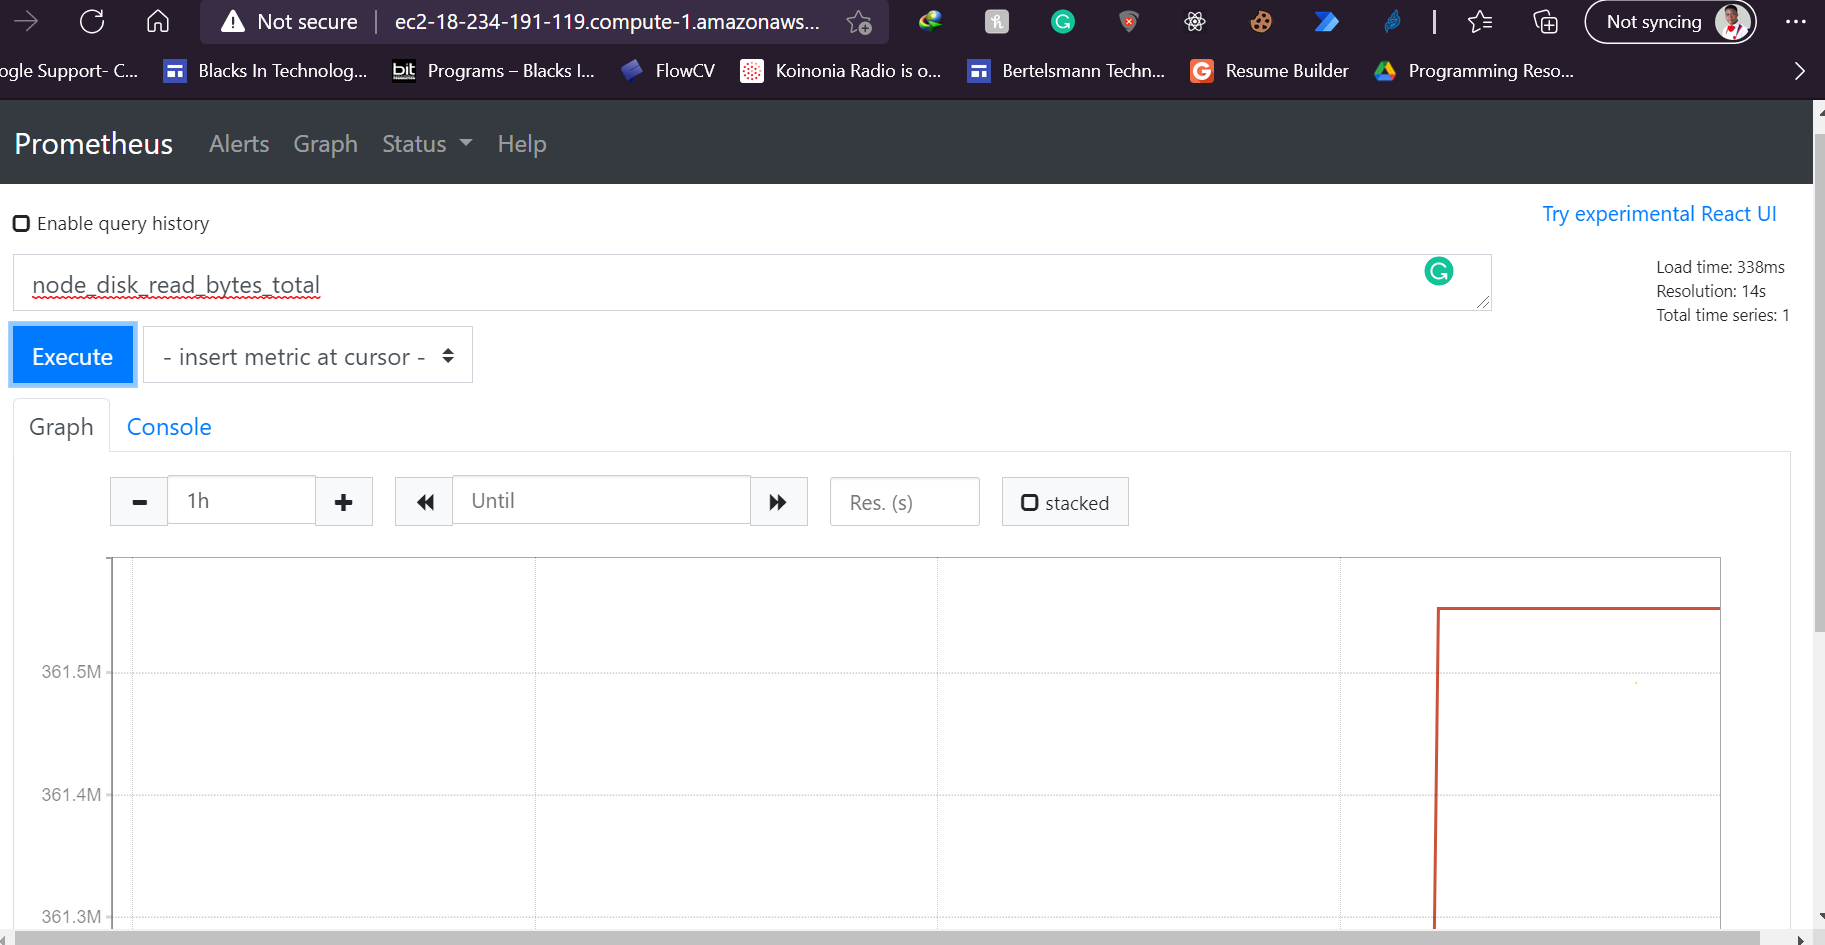 Not secure
ec2-18-234-191-119.compute-1.amazonaws...
Not syncing
ogle Support- C...
Blacks In Technolog...
bit
Programs – Blacks I...
FlowCV
Koinonia Radio is o...
Bertelsmann Techn...
G
Resume Builder
Programming Reso...
Prometheus
Alerts
Graph
Status
Help
Enable query history
Try experimental React UI
node_disk_read_bytes_total
Load time: 338ms
Resolution: 14s
Total time series: 1
Execute
- insert metric at cursor -
Graph
Console
1h
Until
Res. (s)
stacked
361.5M
361.4M
361.3M